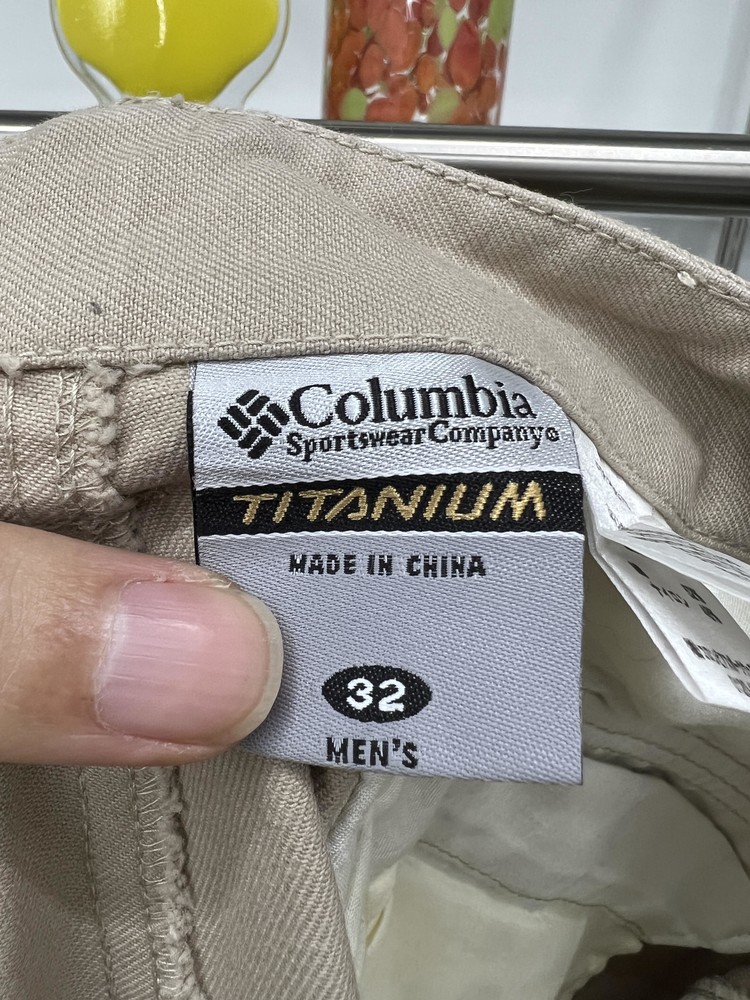 Columbia
Sportswear Company®
TITANIUM
MADE IN CHINA
32
MEN'S